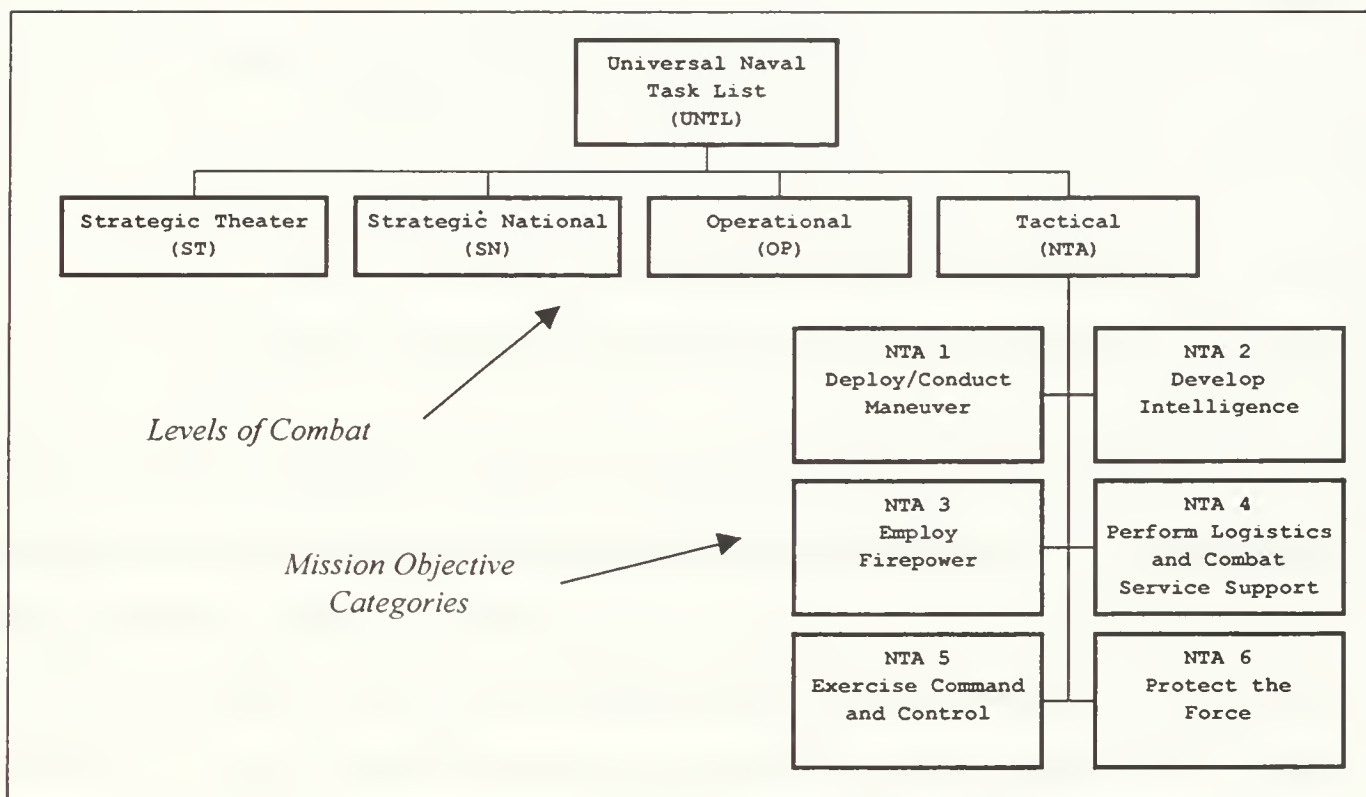 Universal Naval
Task List
(UNTL)
Strategic Theater
(ST)
Strategic National
(SN)
Operational
(OP)
Tactical
(NTA)
Levels of Combat
NTA 1
Deploy/Conduct
Maneuver
NTA 2
Develop
Intelligence
Mission Objective
Categories
NTA 3
Employ
Firepower
NTA 4
Perform Logistics
and Combat
Service Support
NTA 5
Exercise Command
and Control
NTA 6
Protect the
Force